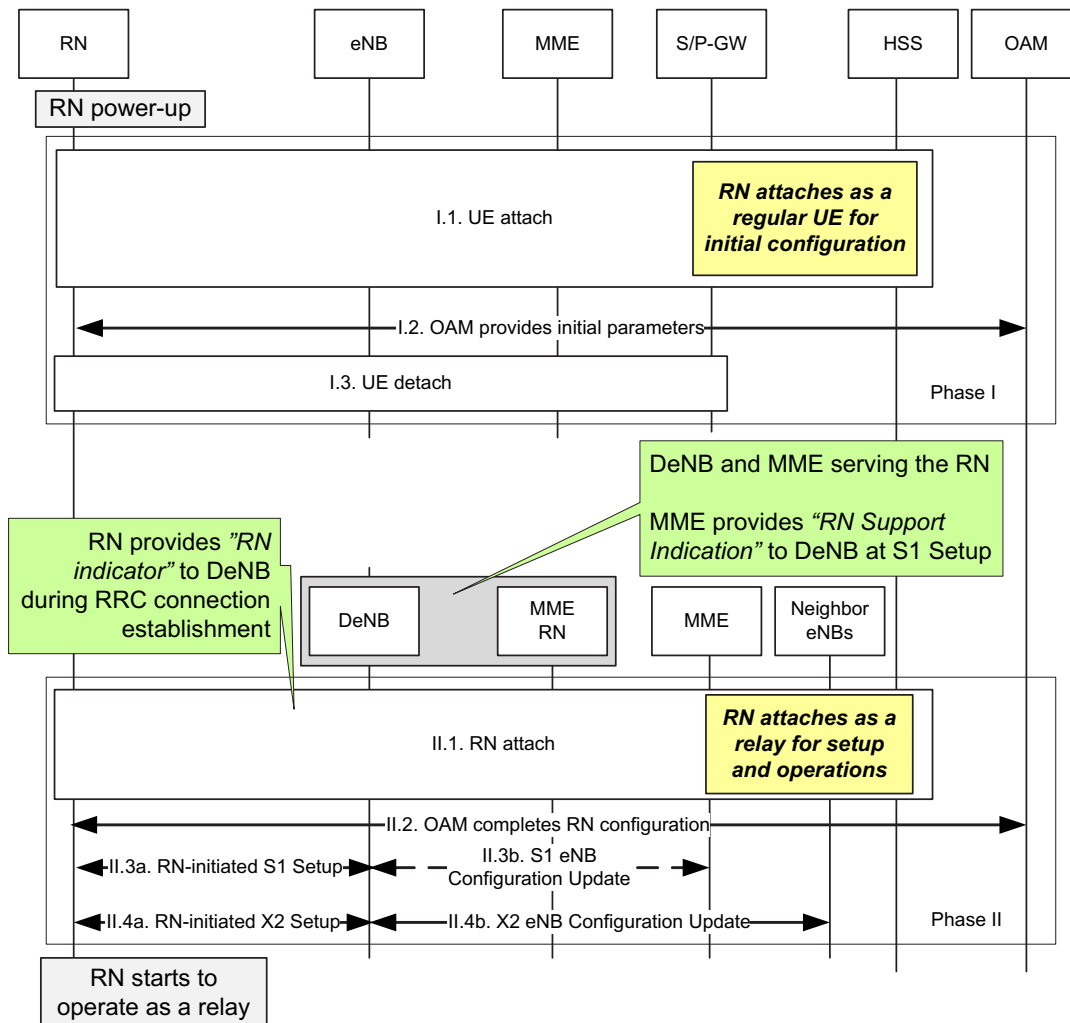 RN
eNB
MME
S/P-GW
HSS
OAM
RN power-up
I.1. UE attach
RN attaches as a
regular UE for
initial configuration
I.2. OAM provides initial parameters
I.3. UE detach
Phase I
DeNB and MME serving the RN
MME provides "RN Support
Indication" to DeNB at S1 Setup
RN provides ”RN
indicator” to DeNB
during RRC connection
establishment
DeNB
MME
RN
MME
Neighbor
eNBs
II.1. RN attach
RN attaches as a
relay for setup
and operations
II.2. OAM completes RN configuration
II.3a. RN-initiated S1 Setup
II.3b. S1 eNB
Configuration Update
II.4a. RN-initiated X2 Setup
II.4b. X2 eNB Configuration Update
Phase II
RN starts to
operate as a relay